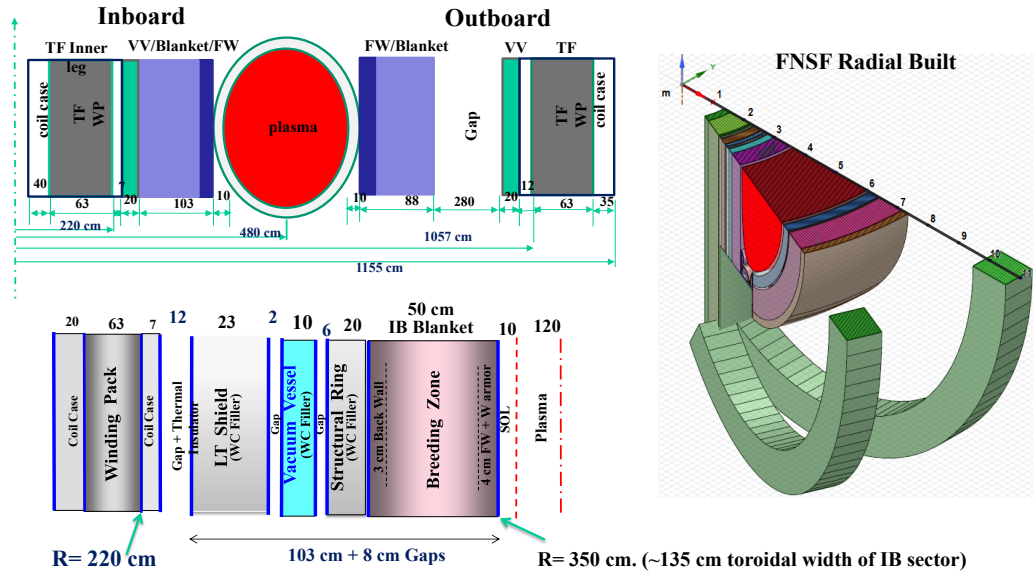 Inboard
Outboard
FNSF Radial Built
TF Inner
leg
VV/Blanket/FW
FW/Blanket
VV
TF
coil case
TF
WP
plasma
Gap
TF
WP
coil case
40
63
7
20
103
10
10
88
280
20
12
63
35
220 cm
480 cm
1057 cm
1155 cm
m
Y
1
2
3
4
5
6
7
8
9
10
11
50 cm
IB Blanket
20
63
7
12
23
2
10
6
20
10
120
Coil Case
Winding Pack
Coil Case
Gap + Thermal
Insulator
LT Shield
(WC Filler)
Gap
Vacuum Vessel
(WC Filler)
Gap
Structural Ring
(WC Filler)
3 cm Back Wall
Breeding Zone
4 cm FW + W armor
SOL
Plasma
R= 220 cm
103 cm + 8 cm Gaps
R= 350 cm. (~135 cm toroidal width of IB sector)